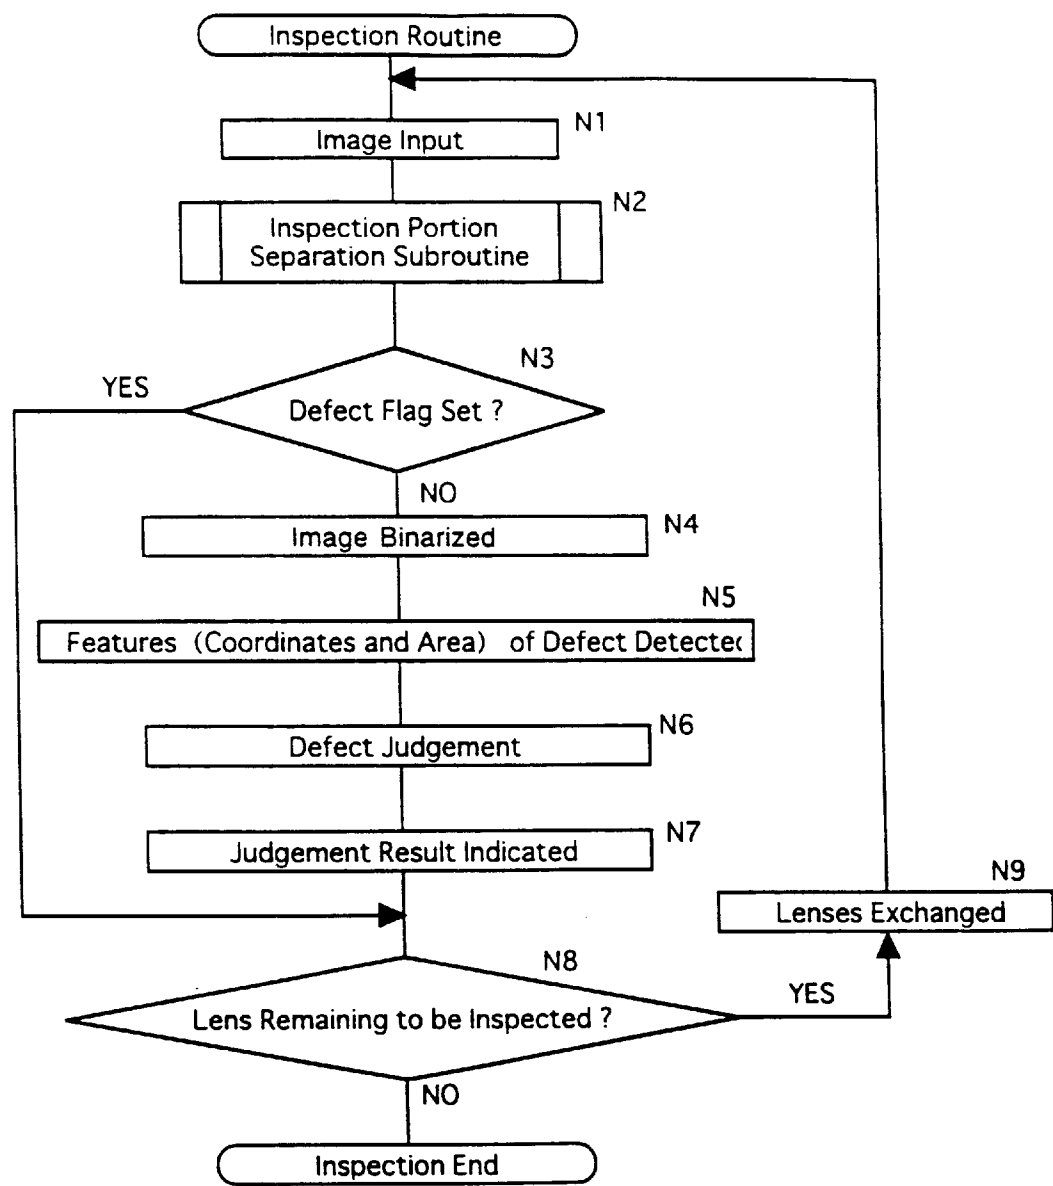 Inspection Routine
N1
Image Input
N2
Inspection Portion
Separation Subroutine
N3
YES
Defect Flag Set ?
NO
N4
Image Binarized
N5
Features (Coordinates and Area) of Defect Detected
N6
Defect Judgement
N7
Judgement Result Indicated
N9
Lenses Exchanged
N8
YES
Lens Remaining to be Inspected ?
NO
Inspection End